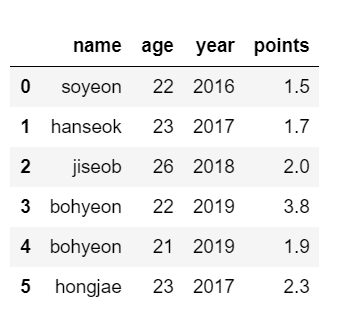 name age year points
0 soyeon 22 2016 1.5
1 hanseok 23 2017 1.7
2 jiseob 26 2018 2.0
3 bohyeon 22 2019 3.8
4 bohyeon 21 2019 1.9
5 hongjae 23 2017 2.3